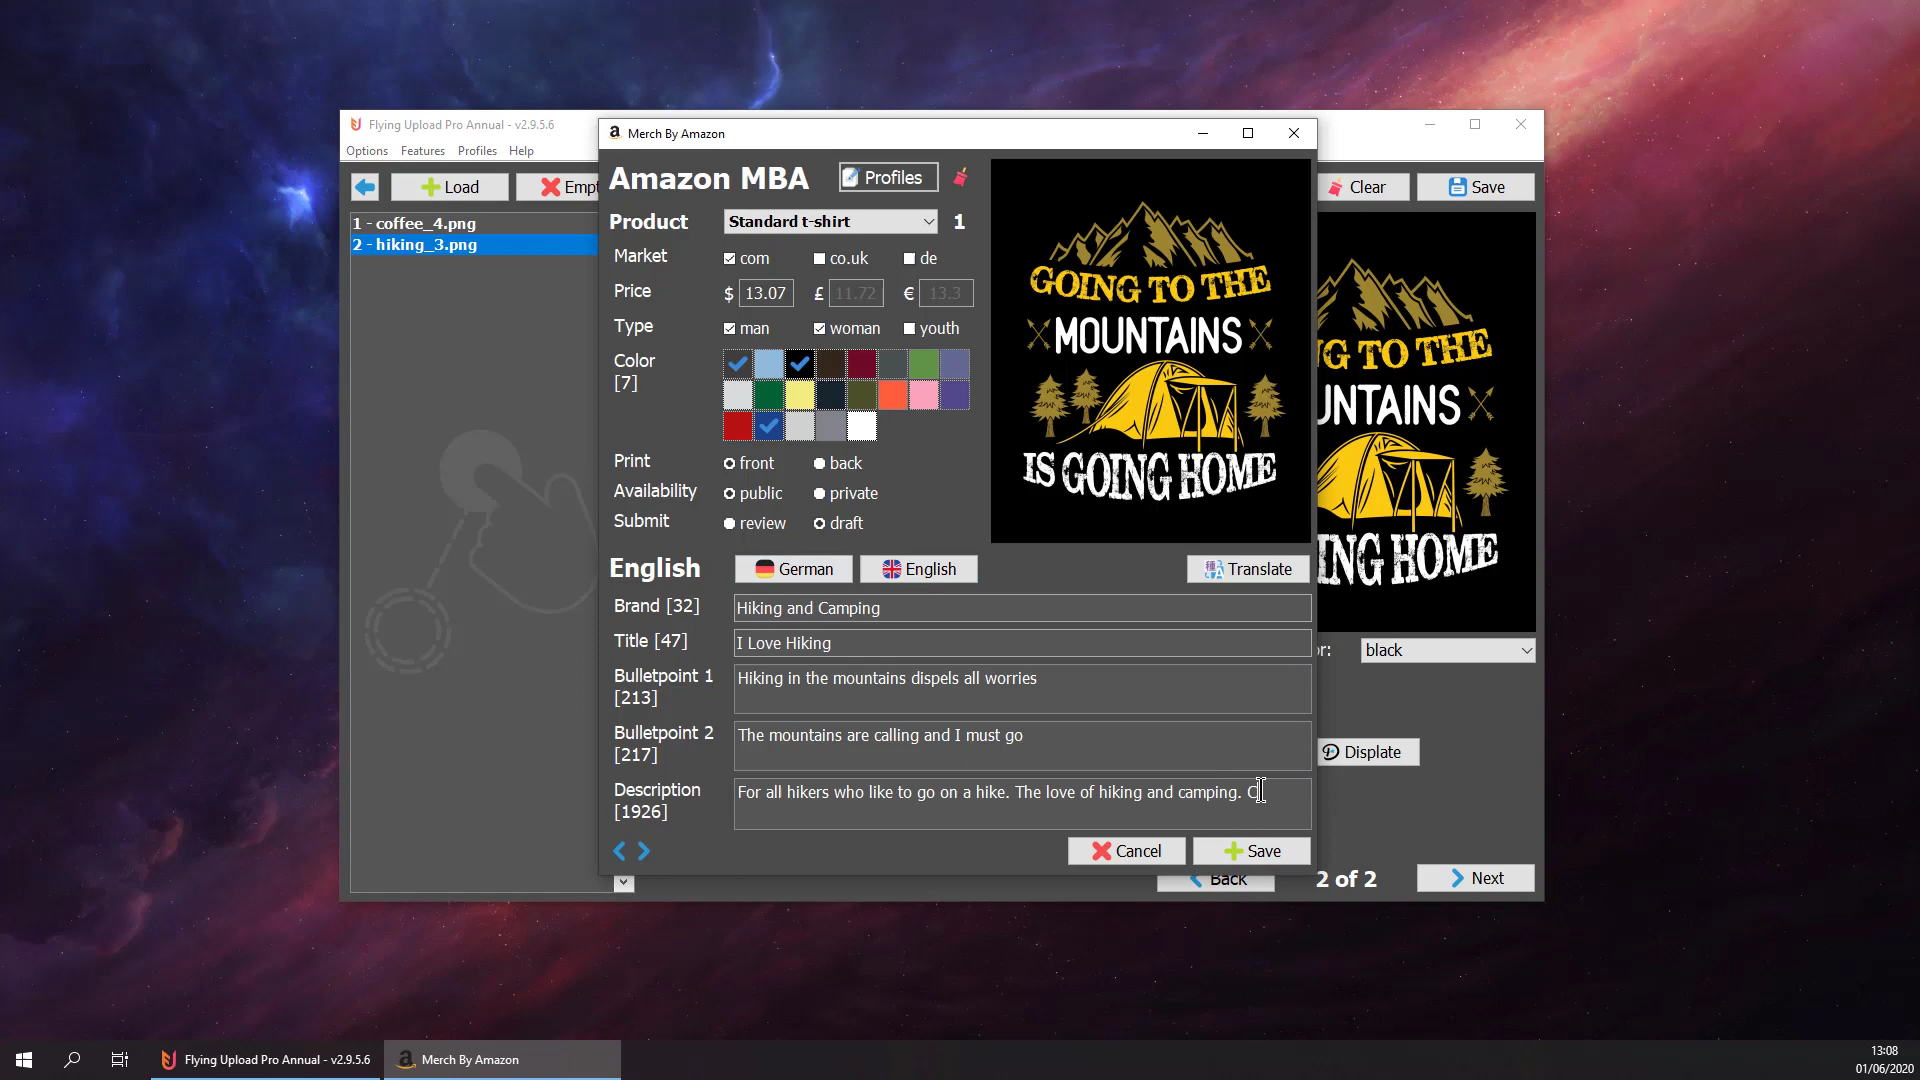 Flying Upload Pro Annual - v2.9.5.6
Options Features Profiles Help
Load
Empt
Clear
Save
1 - coffee_4.png
2 - hiking_3.png
Merch By Amazon
Amazon MBA
Profiles
Product
Standard t-shirt
1
Market
com
co.uk
de
Price
$ 13.07
£ 11.72
€ 13.3
Type
man
woman
youth
Color
[7]
Print
front
back
Availability
public
private
Submit
review
draft
GOING TO THE
MOUNTAINS
IS GOING HOME
NG TO THE
UNTAINS
ING HOME
English
German
English
Translate
Brand [32]
Hiking and Camping
Title [47]
I Love Hiking
Bulletpoint 1
[213]
Hiking in the mountains dispels all worries
Bulletpoint 2
[217]
The mountains are calling and I must go
Description
[1926]
For all hikers who like to go on a hike. The love of hiking and camping. C
Cancel
Save
r:
black
Displate
Back
2 of 2
Next
Flying Upload Pro Annual - v2.9.5.6
Merch By Amazon
13:08
01/06/2020